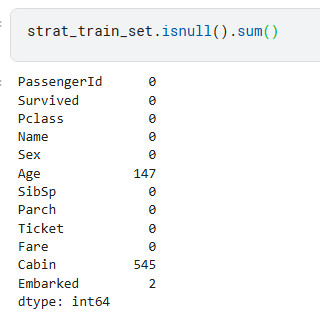 strat_train_set.isnull().sum()
PassengerId 0
Survived 0
Pclass 0
Name 0
Sex 0
Age 147
SibSp 0
Parch 0
Ticket 0
Fare 0
Cabin 545
Embarked 2
dtype: int64